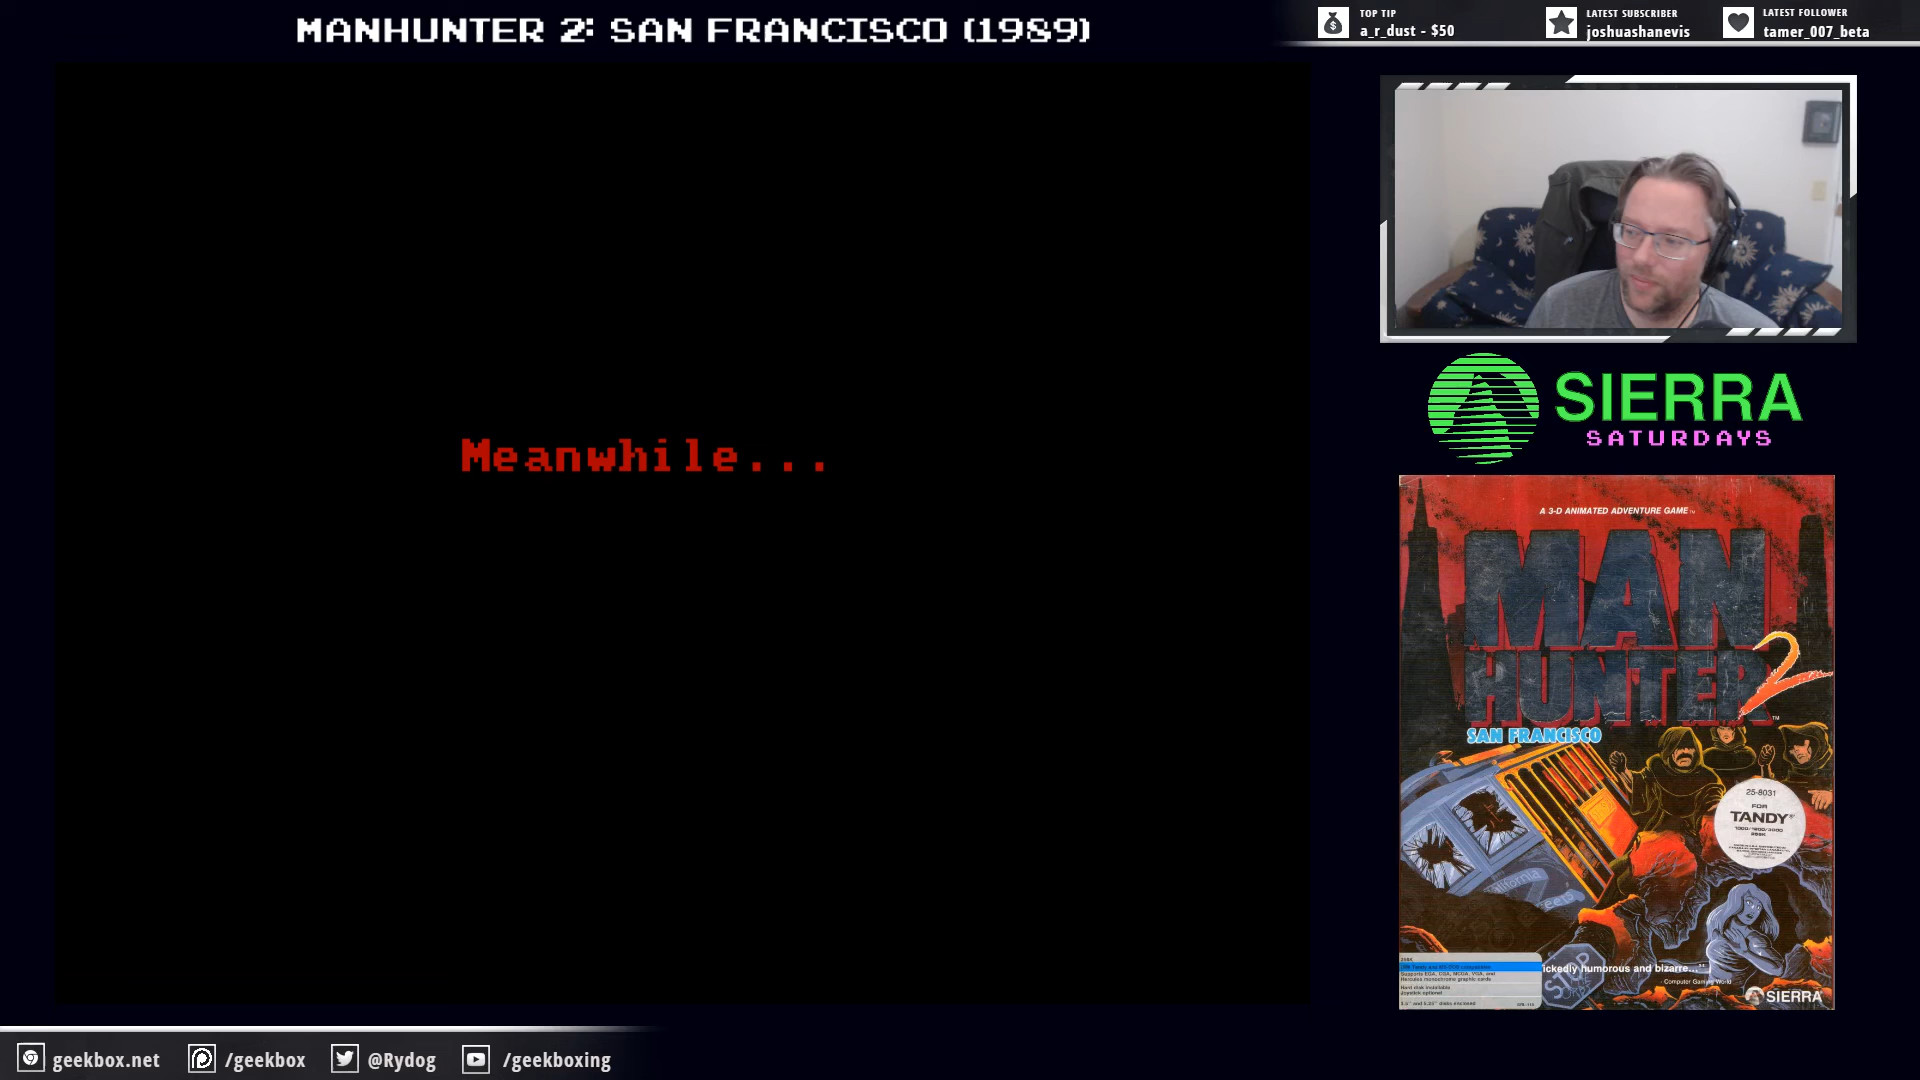 MANHUNTER 2: SAN FRANCISCO (1989)
TOP TIP
a_r_dust - $50
LATEST SUBSCRIBER
joshuashanevis
LATEST FOLLOWER
tamer_007_beta
Meanwhile...
SIERRA
SATURDAYS
A 3-D ANIMATED ADVENTURE GAME
MAN
HUNTER 2
SAN FRANCISCO
25-8031
FOR
TANDY
ickedly humorous and bizarre..."
- Computer Gaming World
STOP
SIERRA
geekbox.net
/geekbox
@Rydog
/geekboxing